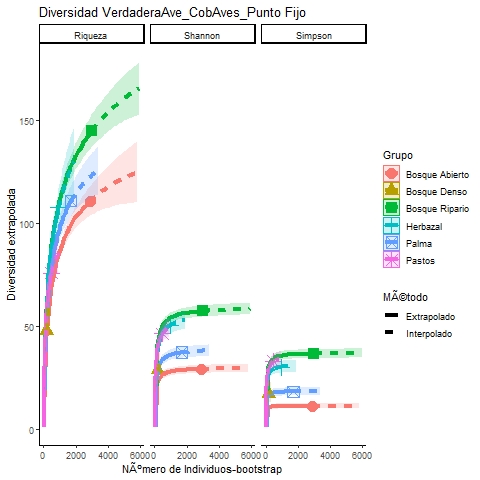 Diversidad VerdaderaAve_CobAves_Punto Fijo
Riqueza
Shannon
Simpson
Diversidad extrapolada
150
100
50
0
0 2000 4000 6000
0 2000 4000 6000
0 2000 4000 6000
NÃºmero de Individuos-bootstrap
Grupo
Bosque Abierto
Bosque Denso
Bosque Ripario
Herbazal
Palma
Pastos
MÃ©todo
Extrapolado
Interpolado